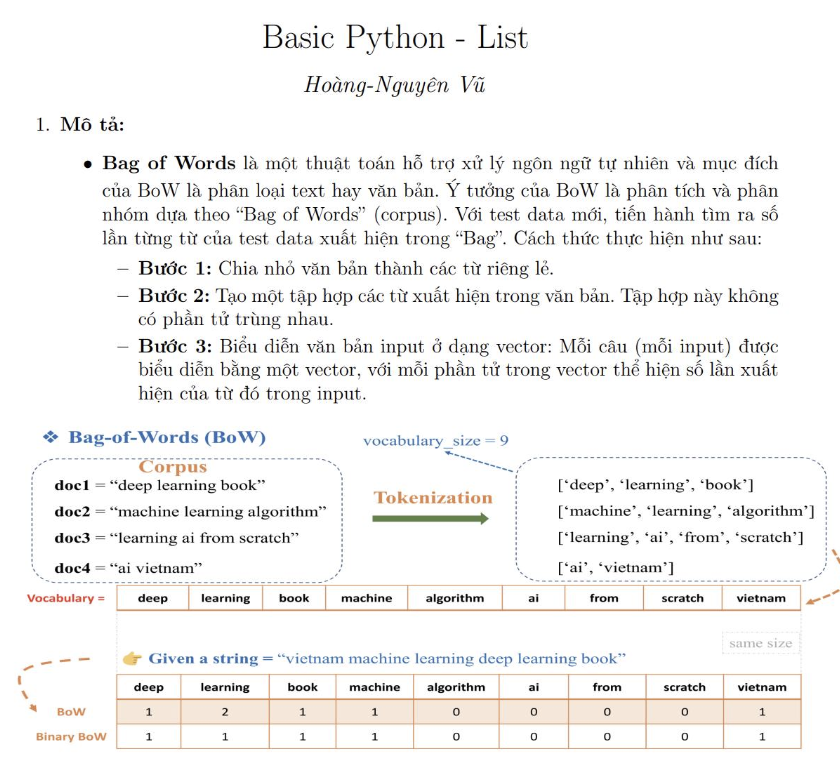 Basic Python - List
Hoàng-Nguyên Vũ
1. Mô tả:
• Bag of Words là một thuật toán hỗ trợ xử lý ngôn ngữ tự nhiên và mục đích
của BoW là phân loại text hay văn bản. Ý tưởng của BoW là phân tích và phân
nhóm dựa theo “Bag of Words” (corpus). Với test data mới, tiến hành tìm ra số
lần từng từ của test data xuất hiện trong “Bag”. Cách thức thực hiện như sau:
– Bước 1: Chia nhỏ văn bản thành các từ riêng lẻ.
– Bước 2: Tạo một tập hợp các từ xuất hiện trong văn bản. Tập hợp này không
có phần tử trùng nhau.
– Bước 3: Biểu diễn văn bản input ở dạng vector: Mỗi câu (mỗi input) được
biểu diễn bằng một vector, với mỗi phần tử trong vector thể hiện số lần xuất
hiện của từ đó trong input.
❖ Bag-of-Words (BoW)
vocabulary_size = 9
Corpus
doc1 = “deep learning book”
doc2 = “machine learning algorithm”
doc3 = “learning ai from scratch”
doc4 = “ai vietnam”
Tokenization
[‘deep’, ‘learning’, ‘book’]
[‘machine’, ‘learning’, ‘algorithm’]
[‘learning’, ‘ai’, ‘from’, ‘scratch’]
[‘ai’, ‘vietnam’]
Vocabulary = deep learning book machine algorithm ai from scratch vietnam
same size
👉 Given a string = “vietnam machine learning deep learning book”
deep learning book machine algorithm ai from scratch vietnam
BoW 1 2 1 1 0 0 0 0 1
Binary BoW 1 1 1 1 0 0 0 0 1